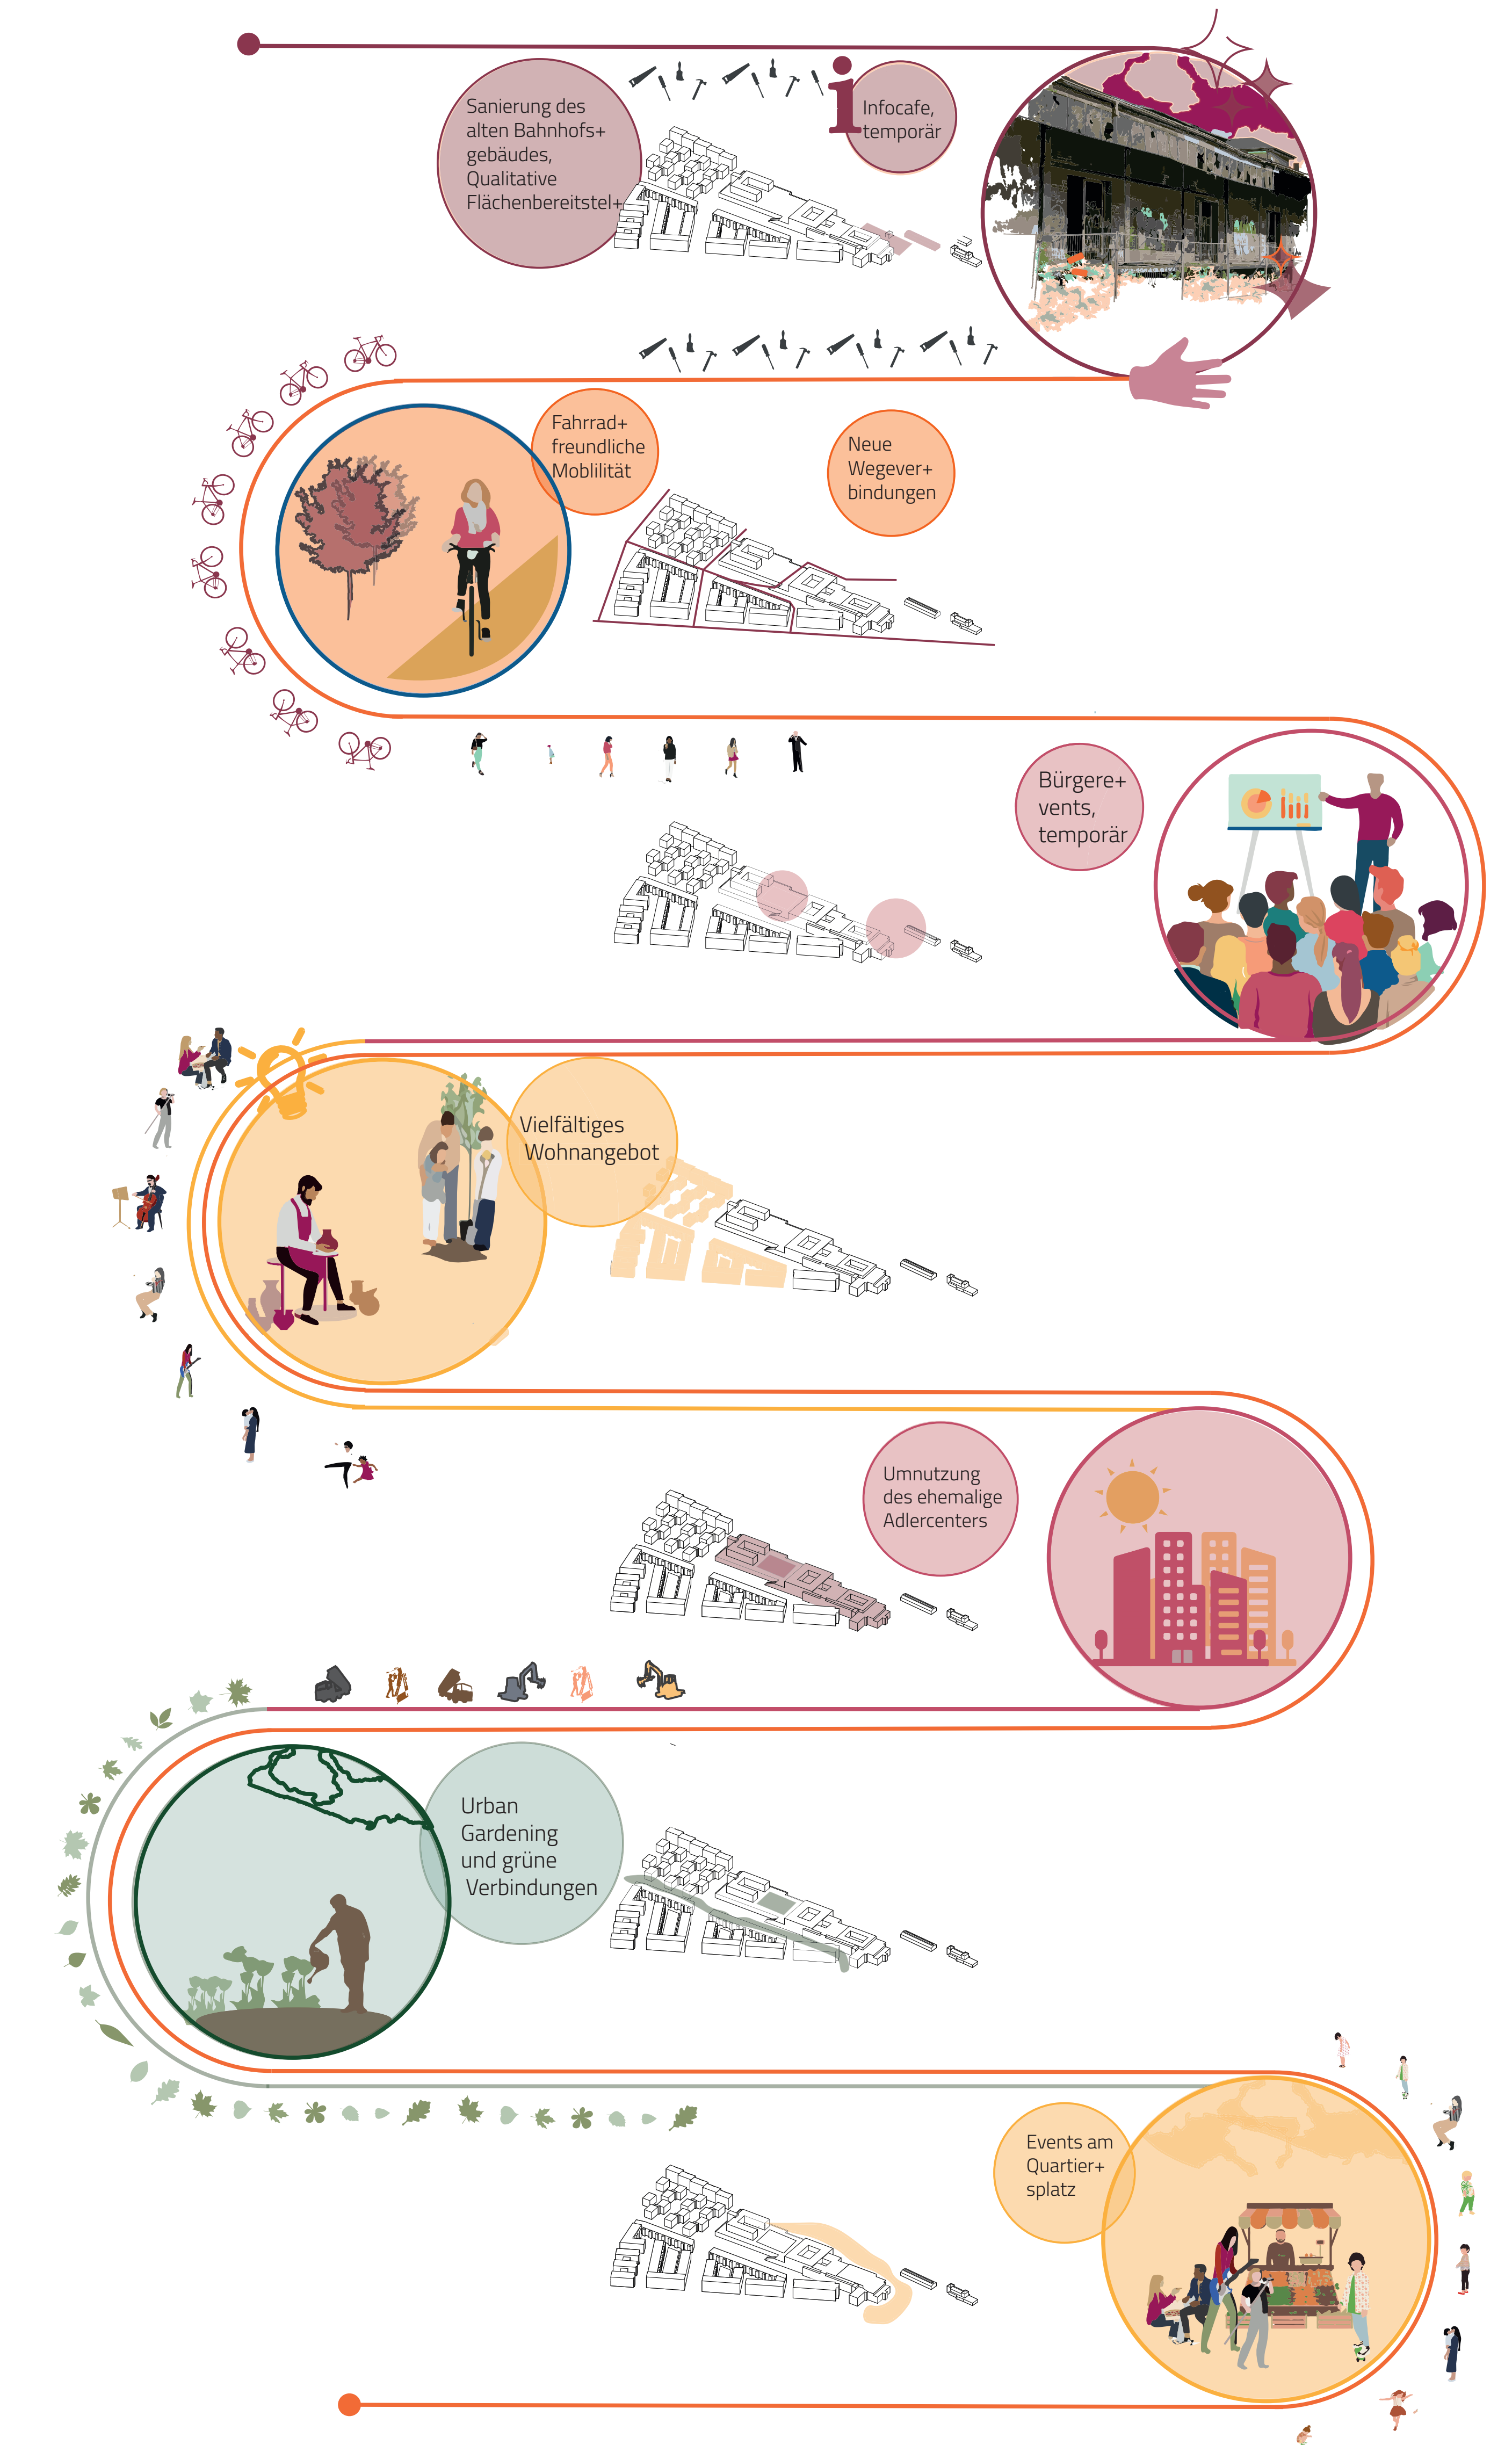 Sanierung des
alten Bahnhofs+
gebäudes,
Qualitative
Flächenbereitstel+
i
Infocafe,
temporär
Fahrrad+
freundliche
Moblilität
Neue
Wegever+
bindungen
Bürgere+
vents,
temporär
Vielfältiges
Wohnangebot
Umnutzung
des ehemalige
Adlercenters
Urban
Gardening
und grüne
Verbindungen
Events am
Quartier+
splatz